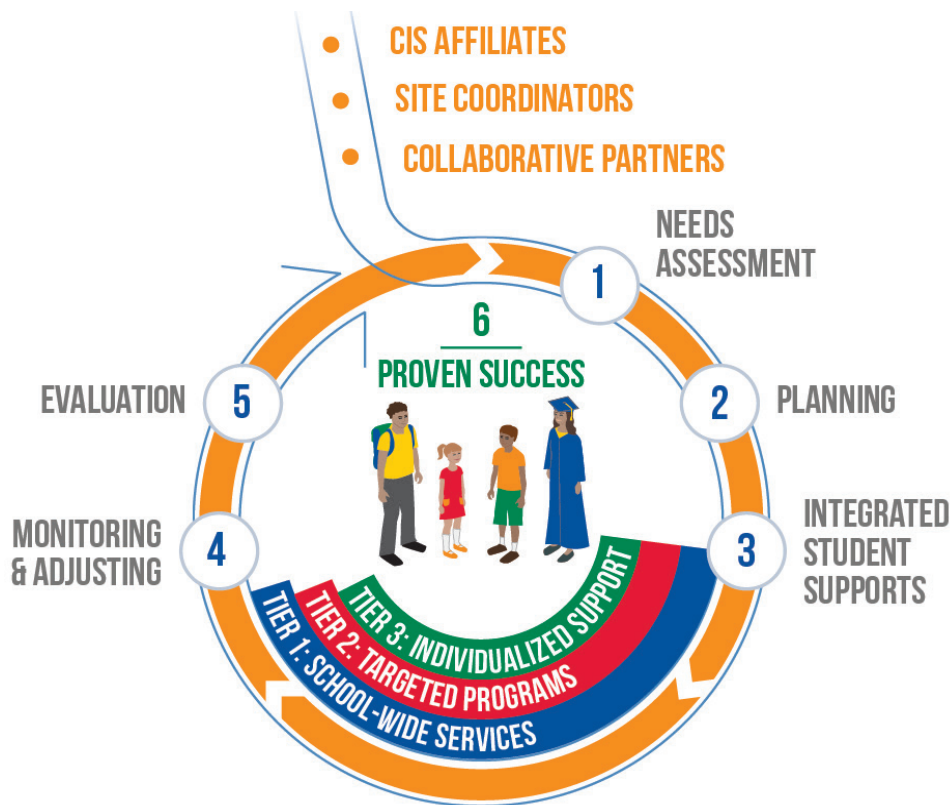 CIS AFFILIATES
SITE COORDINATORS
COLLABORATIVE PARTNERS
1
NEEDS
ASSESSMENT
2
PLANNING
3
INTEGRATED
STUDENT
SUPPORTS
4
MONITORING
& ADJUSTING
5
EVALUATION
6
PROVEN SUCCESS
TIER 3: INDIVIDUALIZED SUPPORT
TIER 2: TARGETED PROGRAMS
TIER 1: SCHOOL-WIDE SERVICES